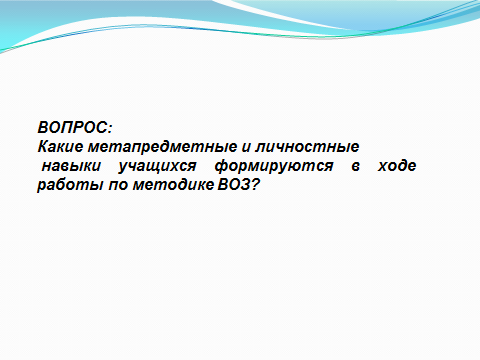 ВОПРОС:
Какие метапредметные и личностные
навыки учащихся формируются в ходе
работы по методике ВОЗ?